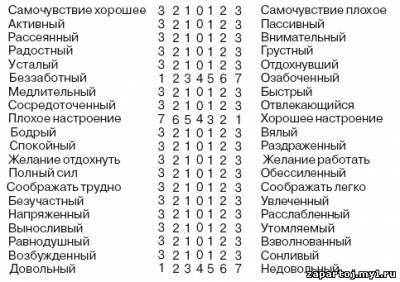 Самочувствие хорошее 3 2 1 0 1 2 3 Самочувствие плохое
Активный 3 2 1 0 1 2 3 Пассивный
Рассеянный 3 2 1 0 1 2 3 Внимательный
Радостный 3 2 1 0 1 2 3 Грустный
Усталый 3 2 1 0 1 2 3 Отдохнувший
Беззаботный 1 2 3 4 5 6 7 Озабоченный
Медлительный 3 2 1 0 1 2 3 Быстрый
Сосредоточенный 3 2 1 0 1 2 3 Отвлекающийся
Плохое настроение 7 6 5 4 3 2 1 Хорошее настроение
Бодрый 3 2 1 0 1 2 3 Вялый
Спокойный 3 2 1 0 1 2 3 Раздраженный
Желание отдохнуть 3 2 1 0 1 2 3 Желание работать
Полный сил 3 2 1 0 1 2 3 Обессиленный
Соображать трудно 3 2 1 0 1 2 3 Соображать легко
Безучастный 3 2 1 0 1 2 3 Увлеченный
Напряженный 3 2 1 0 1 2 3 Расслабленный
Выносливый 3 2 1 0 1 2 3 Утомляемый
Равнодушный 3 2 1 0 1 2 3 Взволнованный
Возбужденный 3 2 1 0 1 2 3 Сонливый
Довольный 1 2 3 4 5 6 7 Недовольный
zapartoj.my1.ru